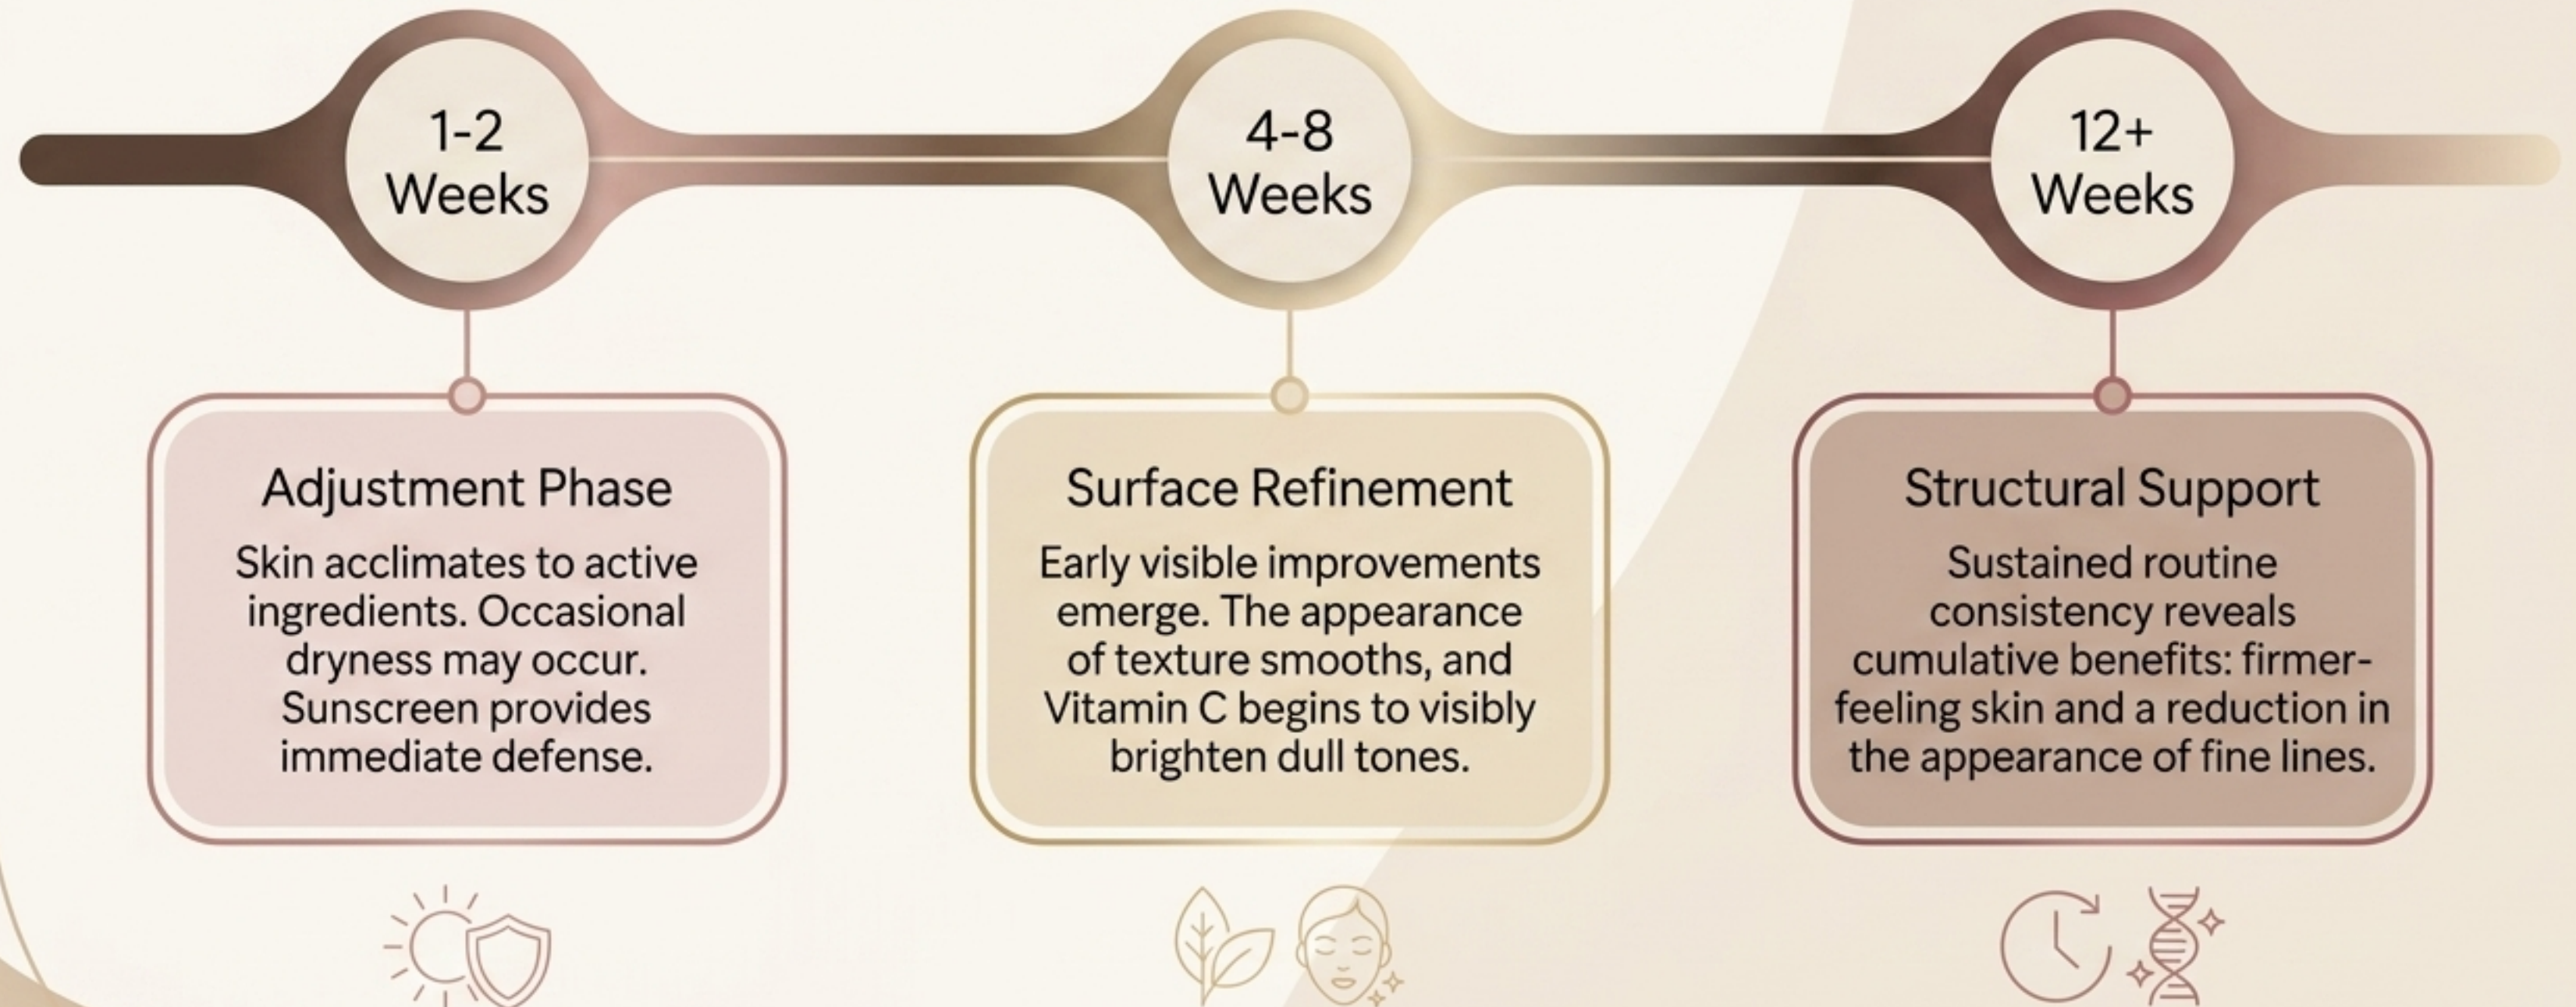 1-2
Weeks
4-8
Weeks
12+
Weeks
Adjustment Phase
Skin acclimates to active
ingredients. Occasional
dryness may occur.
Sunscreen provides
immediate defense.
Surface Refinement
Early visible improvements
emerge. The appearance
of texture smooths, and
Vitamin C begins to visibly
brighten dull tones.
Structural Support
Sustained routine
consistency reveals
cumulative benefits: firmer-
feeling skin and a reduction in
the appearance of fine lines.